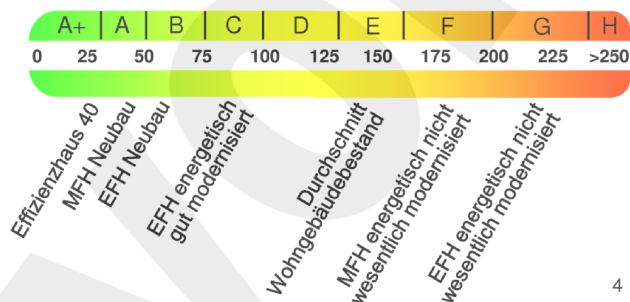 A+ A B C D E F G H
0 25 50 75 100 125 150 175 200 225 >250
Effizienzhaus 40
MFH Neubau
EFH Neubau
EFH energetisch
gut modernisiert
Durchschnitt
Wohngebäudebestand
MFH energetisch nicht
wesentlich modernisiert
EFH energetisch nicht
wesentlich modernisiert
4